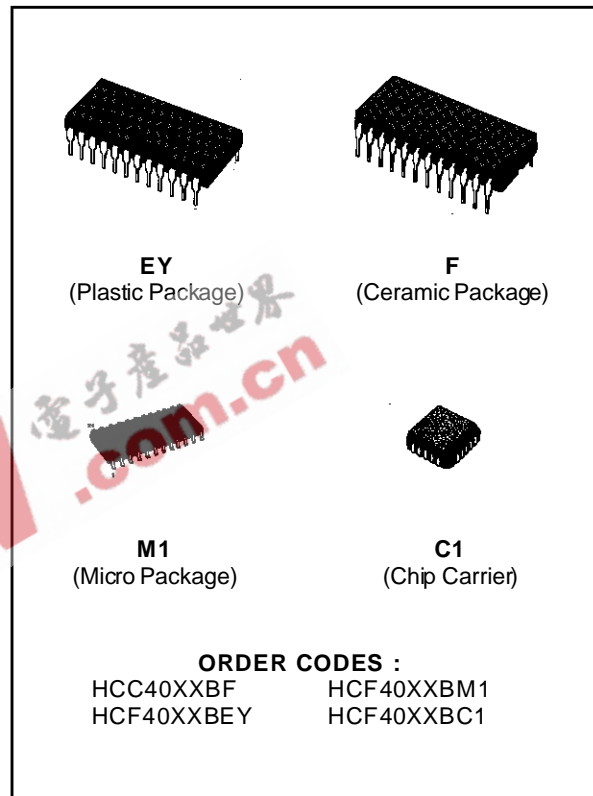 EY
F
(Plastic Package)
(Ceramic Package)
電子產品世界
.com.cn
M1
C1
(Micro Package)
(Chip Carrier)
ORDER CODES :
HCC40XXBF HCF40XXBM1
HCF40XXBEY HCF40XXBC1